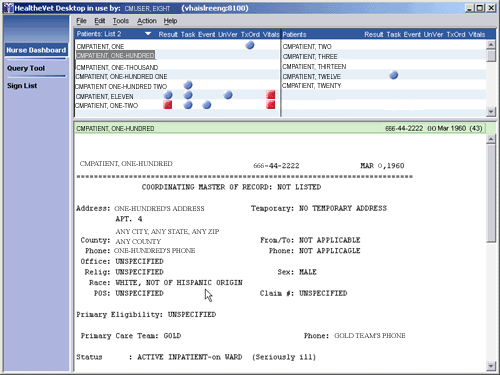 HealtheVet Desktop in use by: CMUSER, EIGHT (vhaislreeng:8100)
File Edit Tools Action Help
Nurse Dashboard
Query Tool
Sign List
Patients: List 2 Result Task Event UnVer TxOrd Vitals
CMPATIENT, ONE
CMPATIENT, ONE-HUNDRED
CMPATIENT, ONE-THOUSAND
CMPATIENT, ONE-HUNDRED ONE
CMPATIENT, ONE-HUNDRED TWO
CMPATIENT, ELEVEN
CMPATIENT, ONE-TWO
Patients Result Task Event UnVer TxOrd Vitals
CMPATIENT, TWO
CMPATIENT, THREE
CMPATIENT, THIRTEEN
CMPATIENT, TWELVE
CMPATIENT, TWENTY
CMPATIENT, ONE-HUNDRED 666-44-2222 00 Mar 1960 (43)
CMPATIENT, ONE-HUNDRED 666-44-2222 MAR 0,1960
COORDINATING MASTER OF RECORD: NOT LISTED
Address: ONE-HUNDRED'S ADDRESS Temporary: NO TEMPORARY ADDRESS
APT. 4
ANY CITY, ANY STATE, ANY ZIP
County: ANY COUNTY From/To: NOT APPLICABLE
Phone: ONE-HUNDRED'S PHONE Phone: NOT APPLICAGLE
Office: UNSPECIFIED
Relig: UNSPECIFIED Sex: MALE
Race: WHITE, NOT OF HISPANIC ORIGIN
POS: UNSPECIFIED Claim #: UNSPECIFIED
Primary Eligibility: UNSPECIFIED
Primary Care Team: GOLD Phone: GOLD TEAM'S PHONE
Status : ACTIVE INPATIENT-on WARD (Seriously ill)